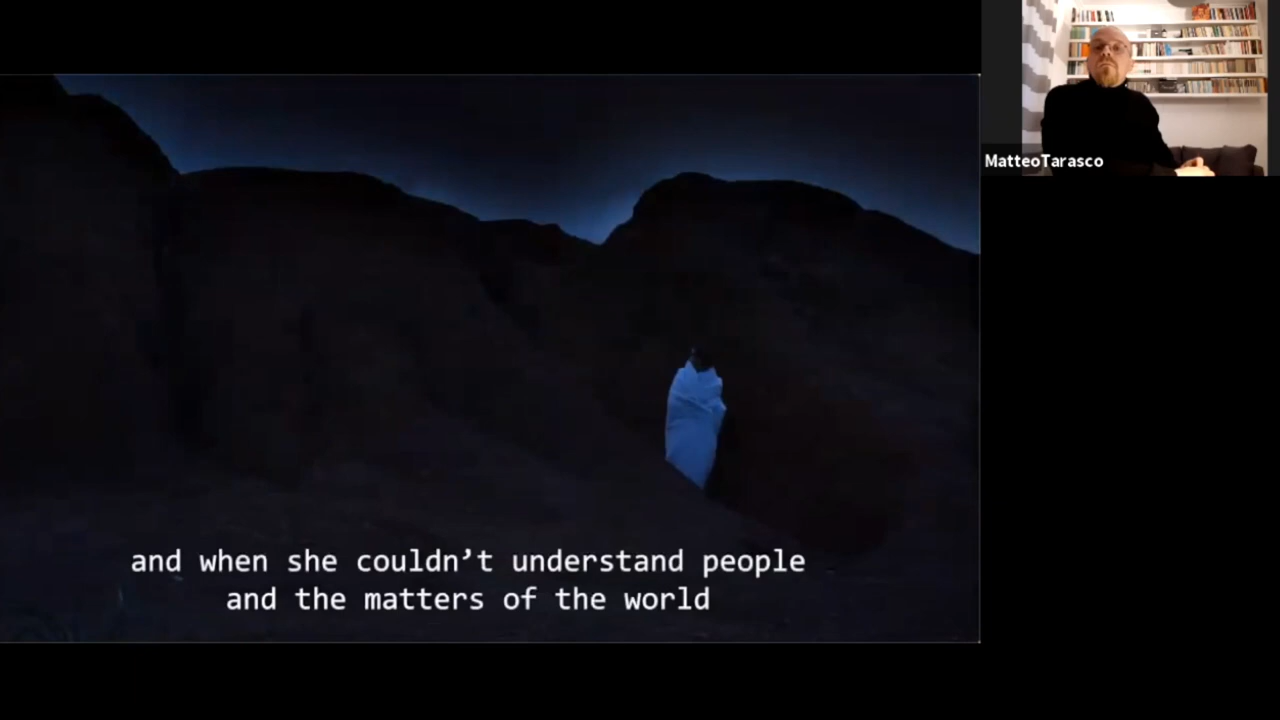 MatteoTarasco
and when she couldn’t understand people
and the matters of the world